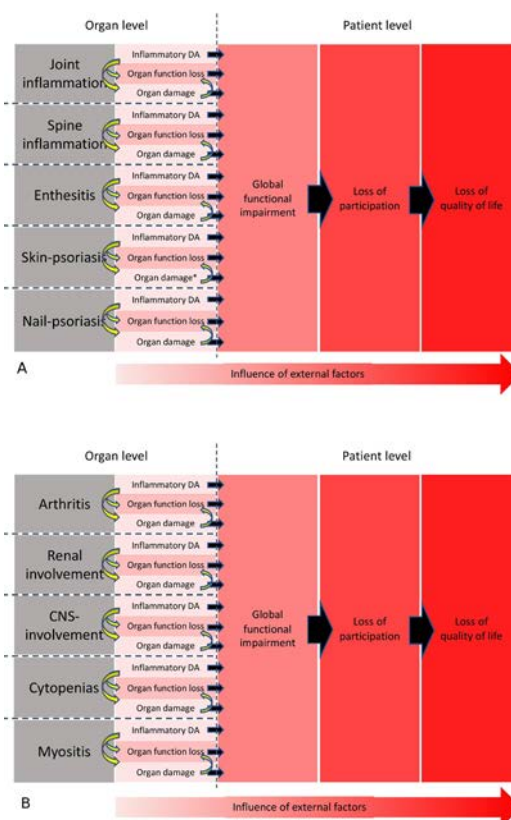 Organ level
Patient level
Joint
inflammation
Inflammatory DA
Organ function loss
Organ damage
Spine
inflammation
Inflammatory DA
Organ function loss
Organ damage
Enthesitis
Inflammatory DA
Organ function loss
Organ damage
Skin-psoriasis
Inflammatory DA
Organ function loss
Organ damage*
Nail-psoriasis
Inflammatory DA
Organ function loss
Organ damage
Global
functional
impairment
Loss of
participation
Loss of
quality of life
A
Influence of external factors
Organ level
Patient level
Arthritis
Inflammatory DA
Organ function loss
Organ damage
Renal
involvement
Inflammatory DA
Organ function loss
Organ damage
CNS-
involvement
Inflammatory DA
Organ function loss
Organ damage
Cytopenias
Inflammatory DA
Organ function loss
Organ damage
Myositis
Inflammatory DA
Organ function loss
Organ damage
Global
functional
impairment
Loss of
participation
Loss of
quality of life
B
Influence of external factors